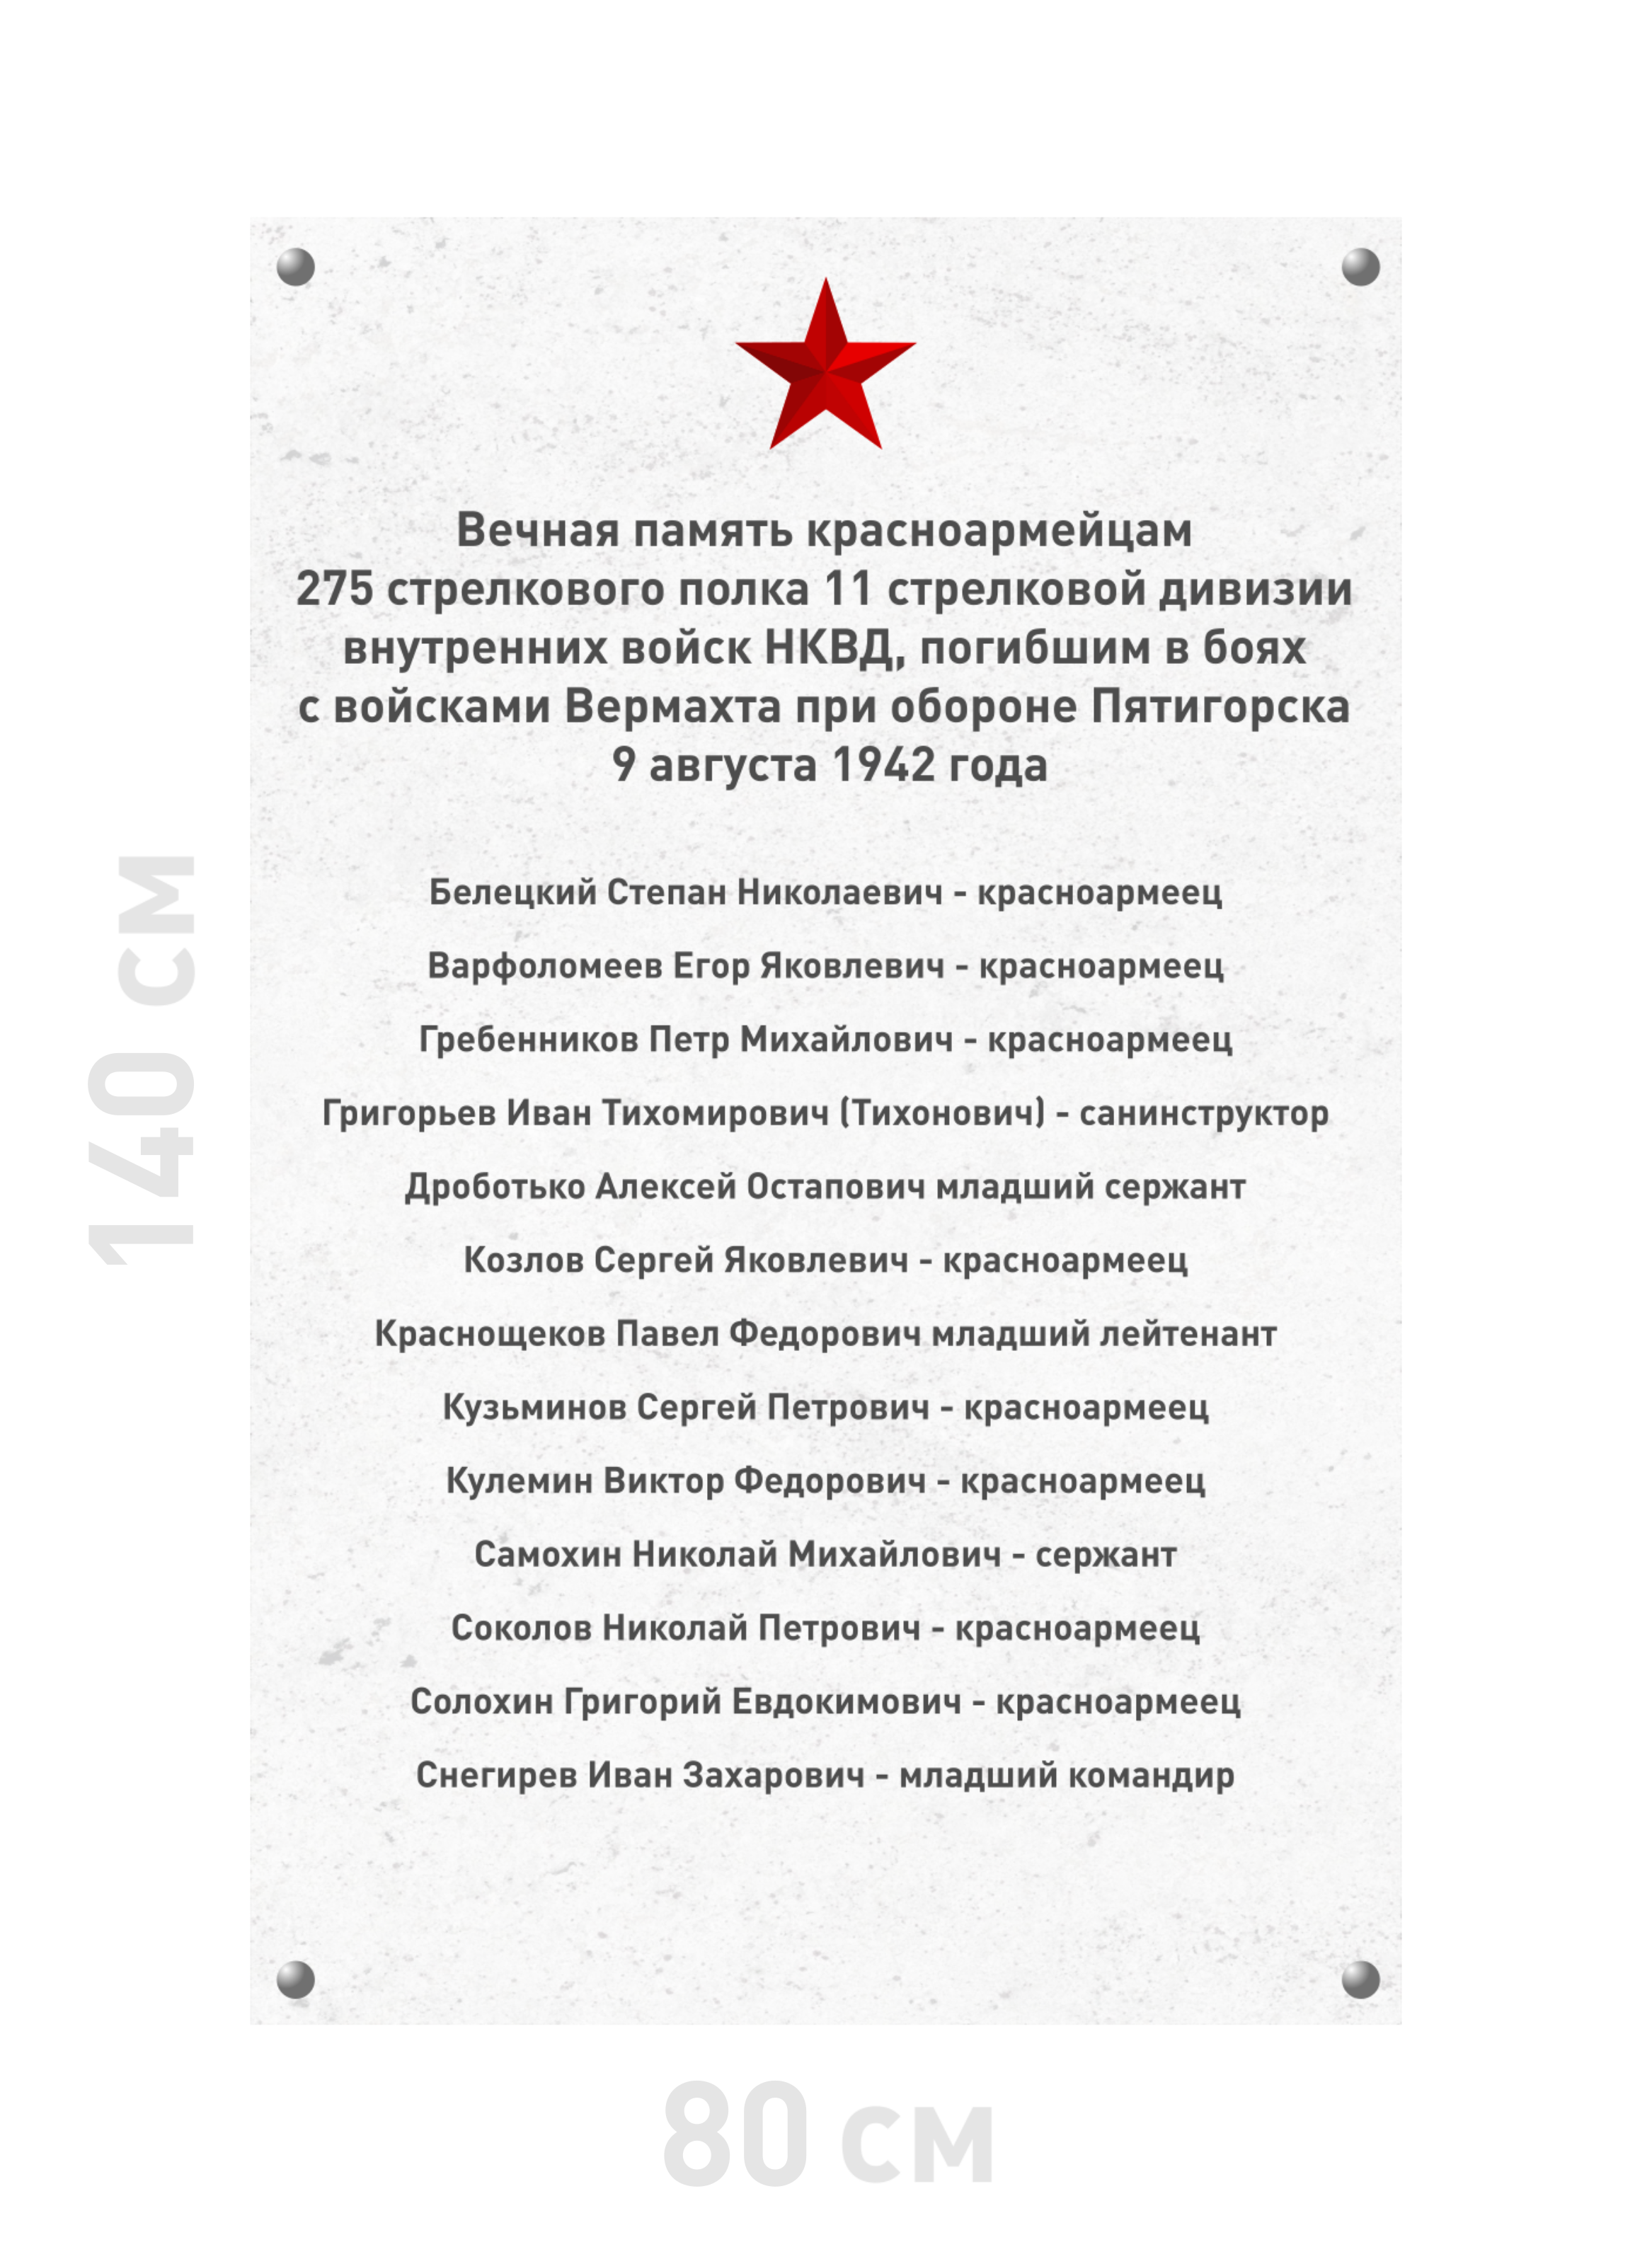 Вечная память красноармейцам
275 стрелкового полка 11 стрелковой дивизии
внутренних войск НКВД, погибшим в боях
с войсками Вермахта при обороне Пятигорска
9 августа 1942 года
Белецкий Степан Николаевич - красноармеец
Варфоломеев Егор Яковлевич - красноармеец
Гребенников Петр Михайлович - красноармеец
Григорьев Иван Тихомирович (Тихонович) - санинструктор
Дроботько Алексей Остапович младший сержант
Козлов Сергей Яковлевич - красноармеец
Краснощеков Павел Федорович младший лейтенант
Кузьминов Сергей Петрович - красноармеец
Кулемин Виктор Федорович - красноармеец
Самохин Николай Михайлович - сержант
Соколов Николай Петрович - красноармеец
Солохин Григорий Евдокимович - красноармеец
Снегирев Иван Захарович - младший командир
140 см
80 см